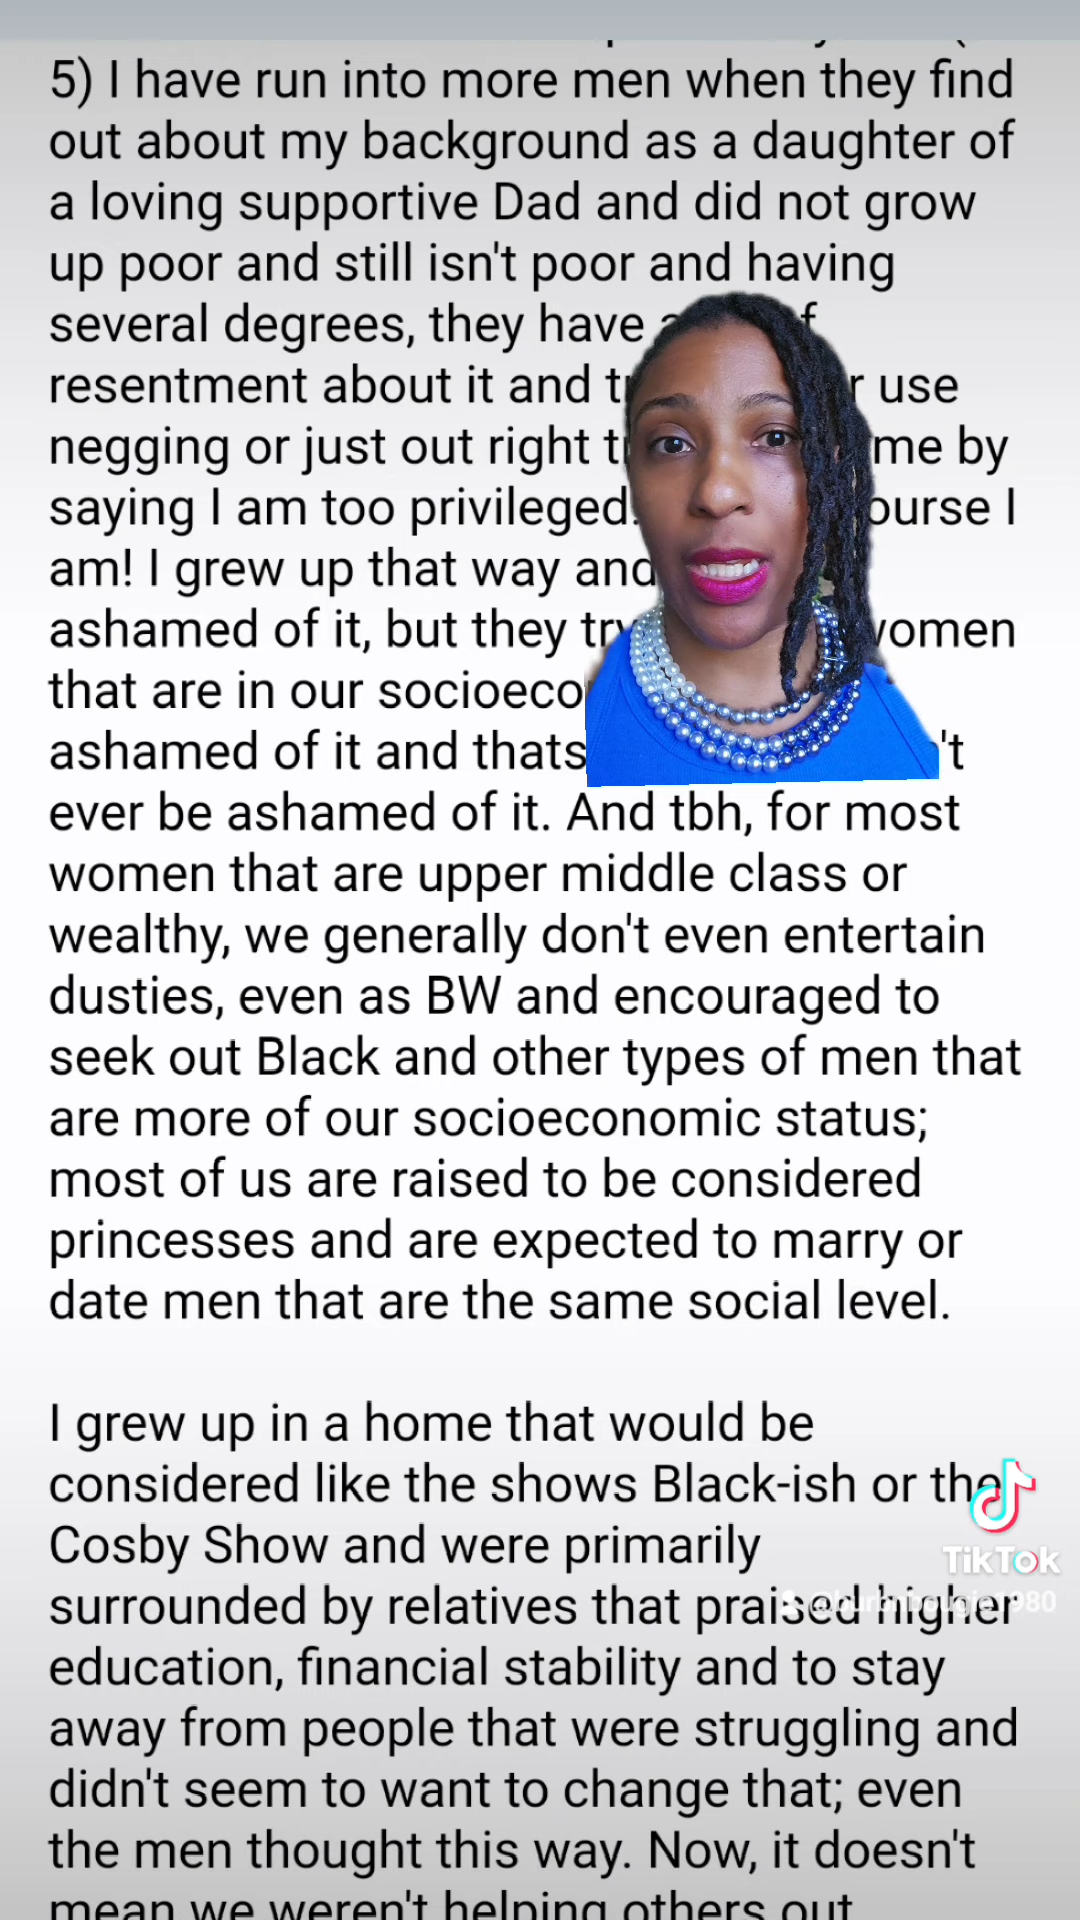 5) I have run into more men when they find
out about my background as a daughter of
a loving supportive Dad and did not grow
up poor and still isn't poor and having
several degrees, they have
resentment about it and use
negging or just out right me by
saying I am too privileged. I
am! I grew up that way and
ashamed of it, but they try
that are in our
ashamed of it and thats
ever be ashamed of it. And tbh, for most
women that are upper middle class or
wealthy, we generally don't even entertain
dusties, even as BW and encouraged to
seek out Black and other types of men that
are more of our socioeconomic status;
most of us are raised to be considered
princesses and are expected to marry or
date men that are the same social level.
I grew up in a home that would be
considered like the shows Black-ish or the
Cosby Show and were primarily
surrounded by relatives that praised higher
education, financial stability and to stay
away from people that were struggling and
didn't seem to want to change that; even
the men thought this way. Now, it doesn't
mean we weren't helping others out
TikTok